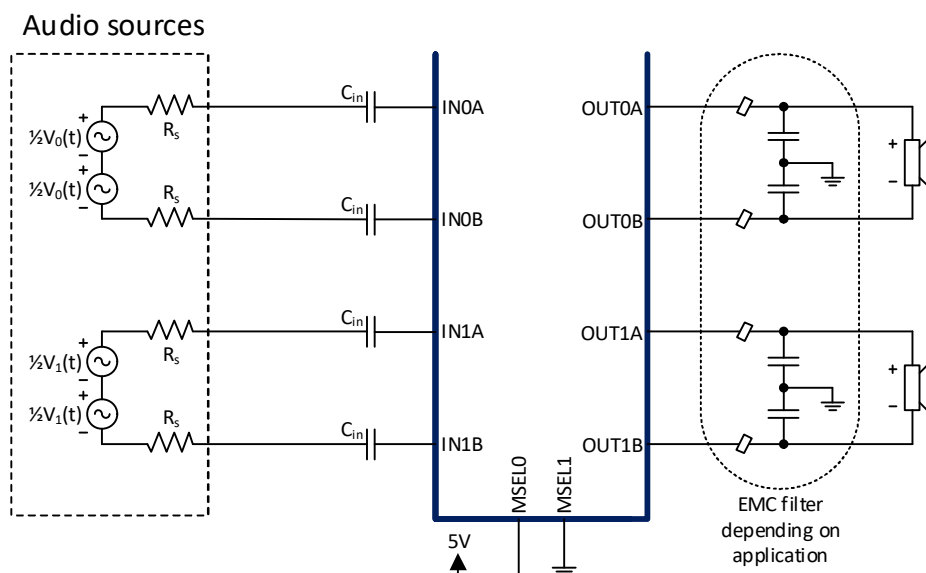 Audio sources
+
½V₀(t)
−
+
½V₀(t)
−
Rₛ
Rₛ
Cᵢₙ
Cᵢₙ
IN0A
IN0B
+
½V₁(t)
−
+
½V₁(t)
−
Rₛ
Rₛ
Cᵢₙ
Cᵢₙ
IN1A
IN1B
MSEL0
MSEL1
5V
OUT0A
OUT0B
+
−
OUT1A
OUT1B
+
−
EMC filter
depending on
application